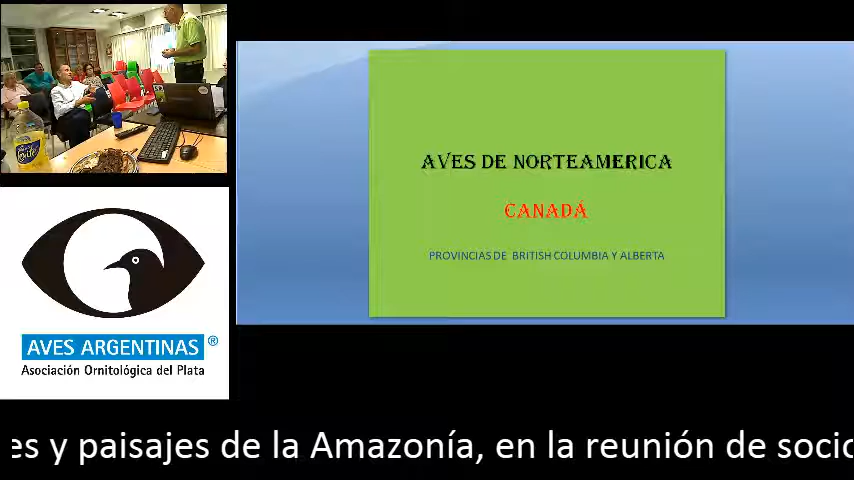 AVES DE NORTEAMERICA
CANADÁ
PROVINCIAS DE BRITISH COLUMBIA Y ALBERTA
AVES ARGENTINAS ®
Asociación Ornitológica del Plata
es y paisajes de la Amazonía, en la reunión de socio